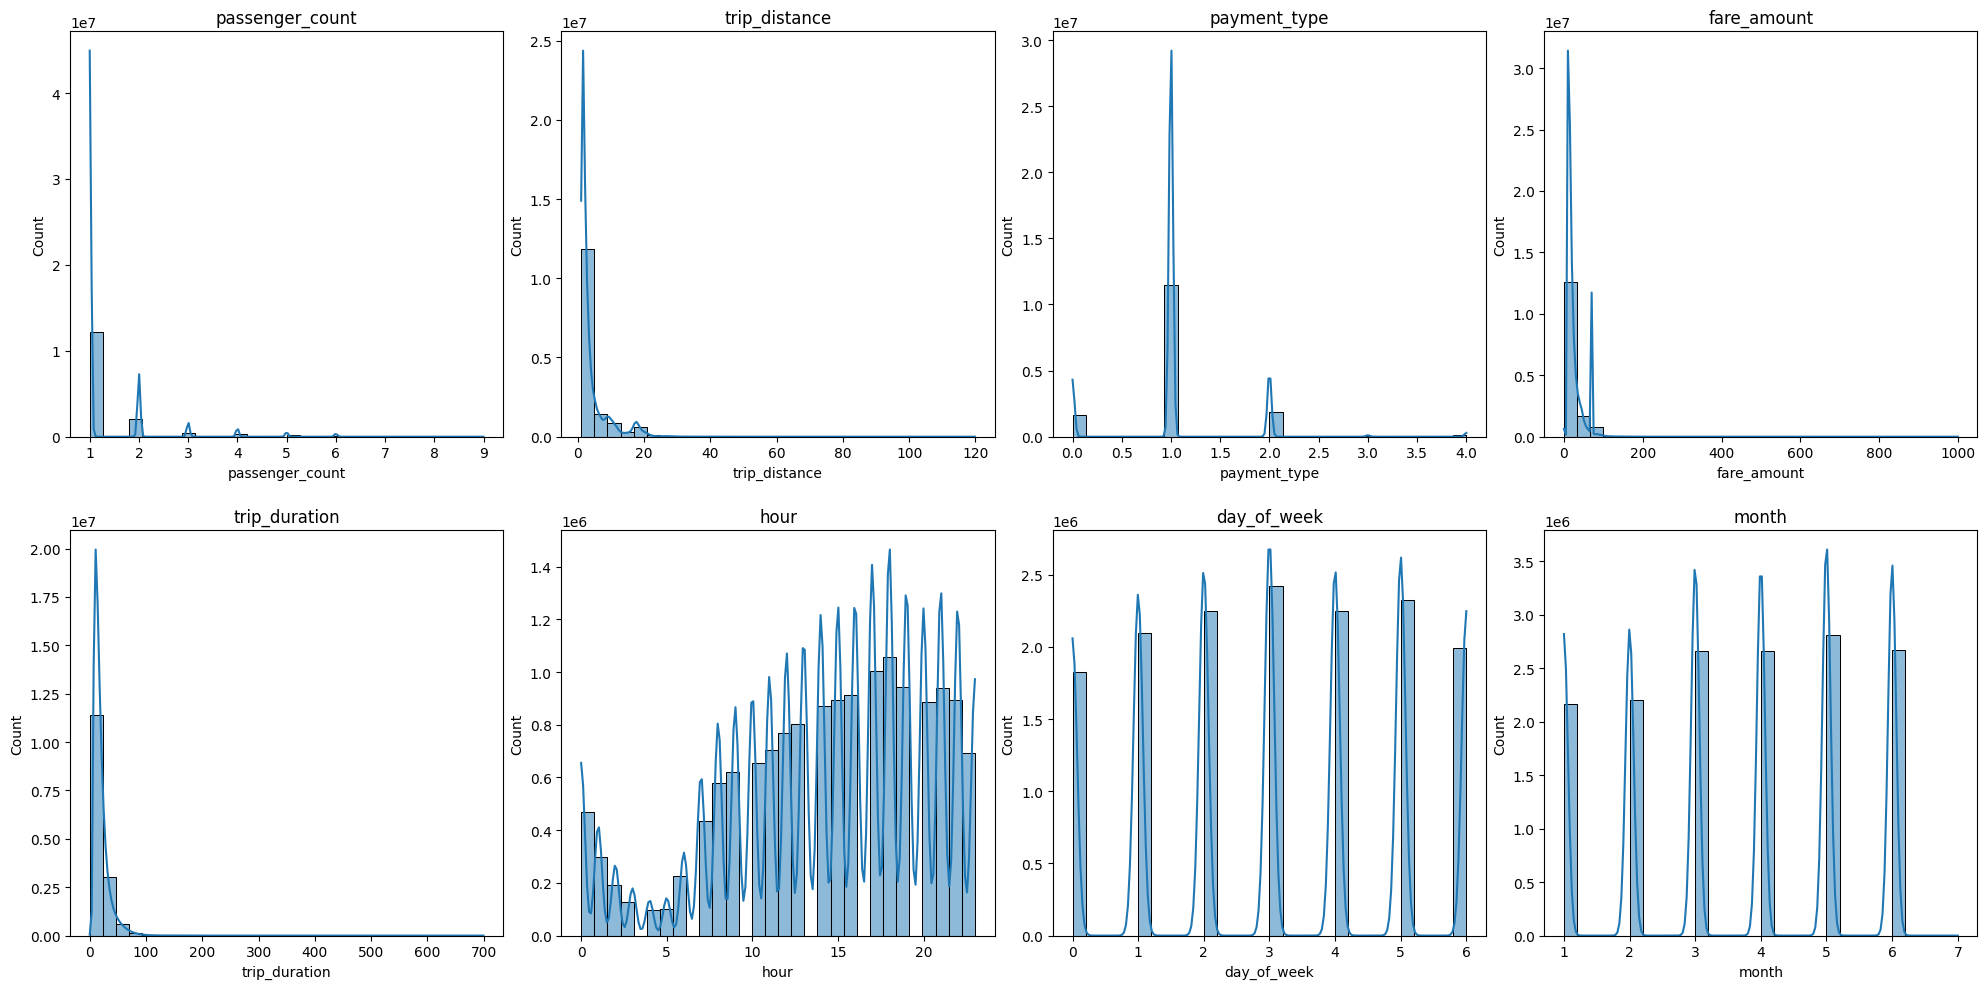 passenger_count
1e7
4
3
2
1
0
Count
1 2 3 4 5 6 7 8 9
passenger_count
trip_distance
1e7
2.5
2.0
1.5
1.0
0.5
0.0
Count
0 20 40 60 80 100 120
trip_distance
payment_type
1e7
3.0
2.5
2.0
1.5
1.0
0.5
0.0
Count
0.0 0.5 1.0 1.5 2.0 2.5 3.0 3.5 4.0
payment_type
fare_amount
1e7
3.0
2.5
2.0
1.5
1.0
0.5
0.0
Count
0 200 400 600 800 1000
fare_amount
trip_duration
1e7
2.00
1.75
1.50
1.25
1.00
0.75
0.50
0.25
0.00
Count
0 100 200 300 400 500 600 700
trip_duration
hour
1e6
1.4
1.2
1.0
0.8
0.6
0.4
0.2
0.0
Count
0 5 10 15 20
hour
day_of_week
1e6
2.5
2.0
1.5
1.0
0.5
0.0
Count
0 1 2 3 4 5 6
day_of_week
month
1e6
3.5
3.0
2.5
2.0
1.5
1.0
0.5
0.0
Count
1 2 3 4 5 6 7
month